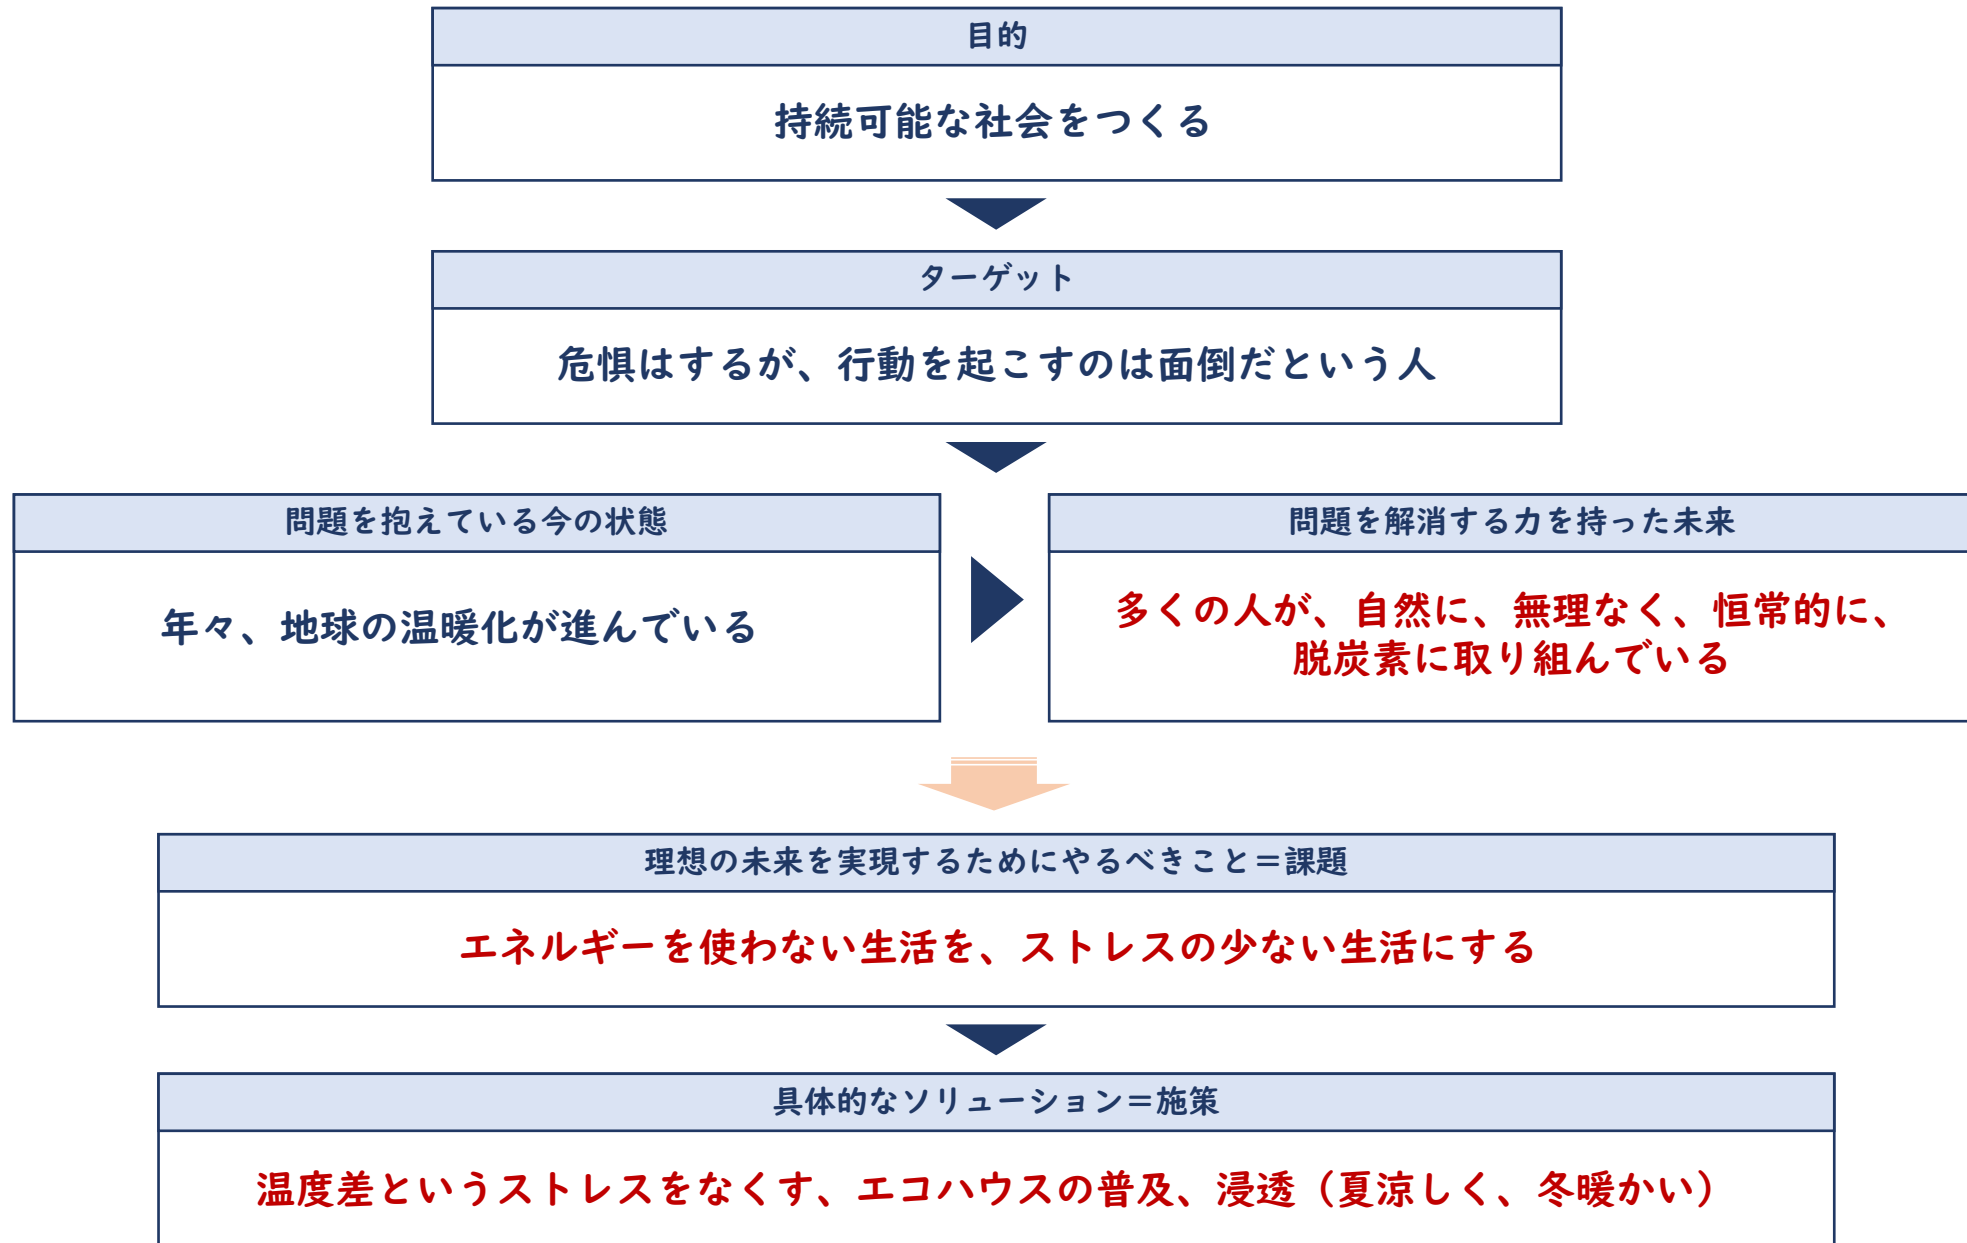 目的
持続可能な社会をつくる
ターゲット
危惧はするが、行動を起こすのは面倒だという人
問題を抱えている今の状態
年々、地球の温暖化が進んでいる
問題を解消する力を持った未来
多くの人が、自然に、無理なく、恒常的に、
脱炭素に取り組んでいる
理想の未来を実現するためにやるべきこと＝課題
エネルギーを使わない生活を、ストレスの少ない生活にする
具体的なソリューション＝施策
温度差というストレスをなくす、エコハウスの普及、浸透（夏涼しく、冬暖かい）